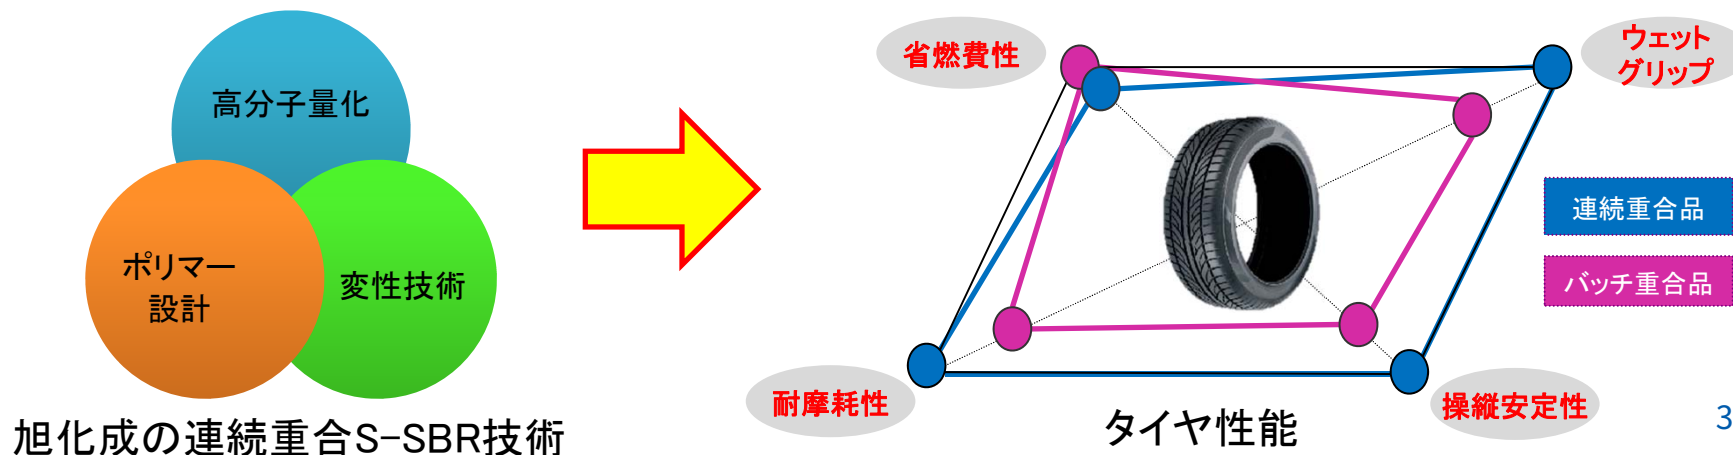 高分子量化
ポリマー
設計
変性技術
旭化成の連続重合S-SBR技術
省燃費性
ウェット
グリップ
連続重合品
バッチ重合品
耐摩耗性
操縦安定性
タイヤ性能
3